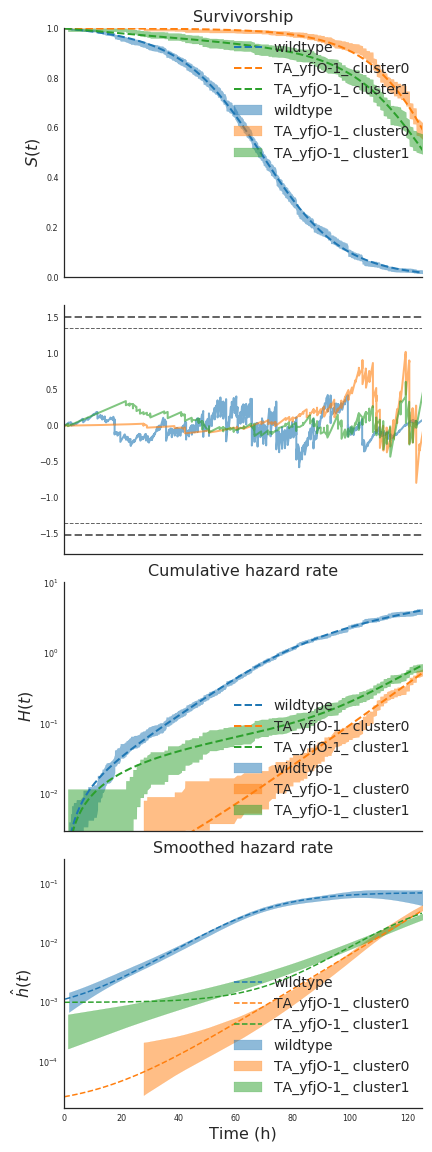 Survivorship
1.0
0.8
0.6
0.4
0.2
0.0
S(t)
wildtype
TA_yfjO-1_ cluster0
TA_yfjO-1_ cluster1
wildtype
TA_yfjO-1_ cluster0
TA_yfjO-1_ cluster1
1.5
1.0
0.5
0.0
−0.5
−1.0
−1.5
Cumulative hazard rate
10¹
10⁰
10⁻¹
10⁻²
H(t)
wildtype
TA_yfjO-1_ cluster0
TA_yfjO-1_ cluster1
wildtype
TA_yfjO-1_ cluster0
TA_yfjO-1_ cluster1
Smoothed hazard rate
10⁻¹
10⁻²
10⁻³
10⁻⁴
ĥ(t)
wildtype
TA_yfjO-1_ cluster0
TA_yfjO-1_ cluster1
wildtype
TA_yfjO-1_ cluster0
TA_yfjO-1_ cluster1
0 20 40 60 80 100 120
Time (h)